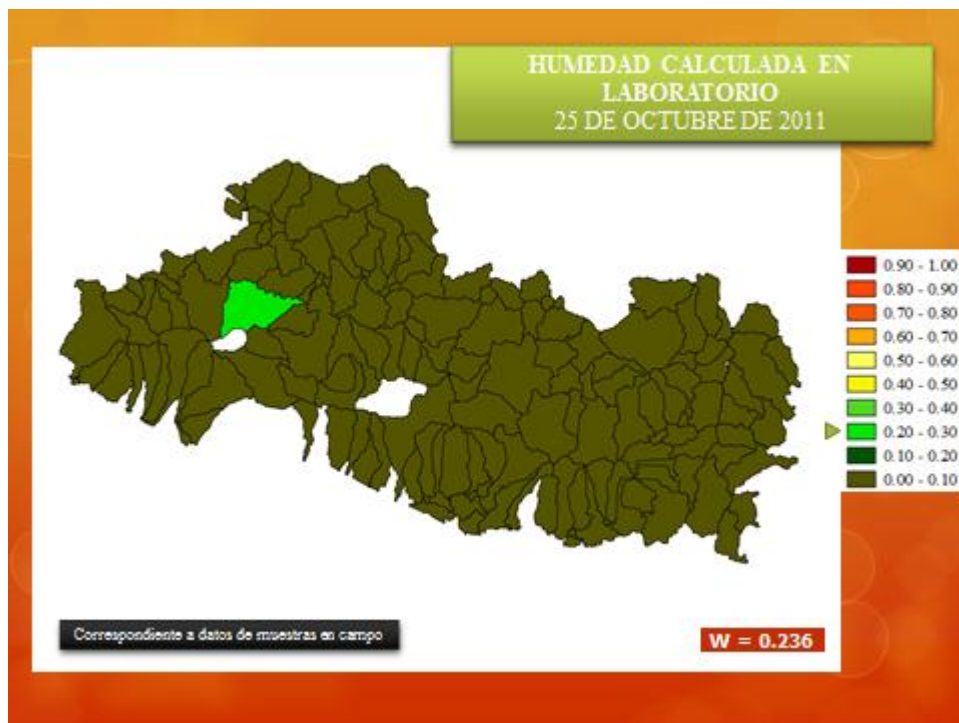 HUMEDAD CALCULADA EN
LABORATORIO
25 DE OCTUBRE DE 2011
0.90 - 1.00
0.80 - 0.90
0.70 - 0.80
0.60 - 0.70
0.50 - 0.60
0.40 - 0.50
0.30 - 0.40
0.20 - 0.30
0.10 - 0.20
0.00 - 0.10
Correspondiente a datos de muestras en campo
W = 0.236